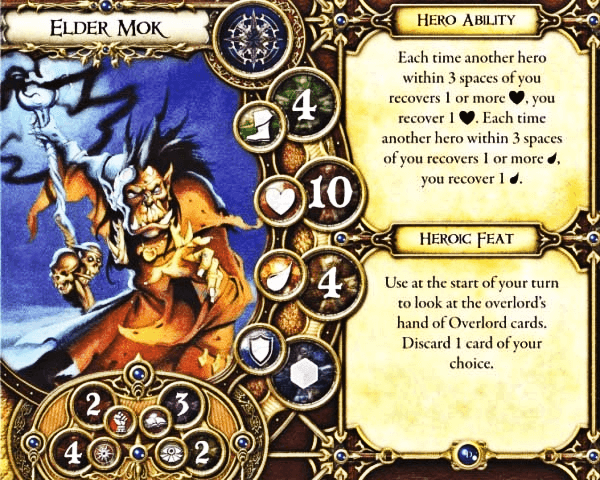 ELDER MOK
4
10
4
2
3
4
2
HERO ABILITY
Each time another hero
within 3 spaces of you
recovers 1 or more ♥, you
recover 1 ♥. Each time
another hero within 3 spaces
of you recovers 1 or more 💧,
you recover 1 💧.
HEROIC FEAT
Use at the start of your turn
to look at the overlord's
hand of Overlord cards.
Discard 1 card of your
choice.